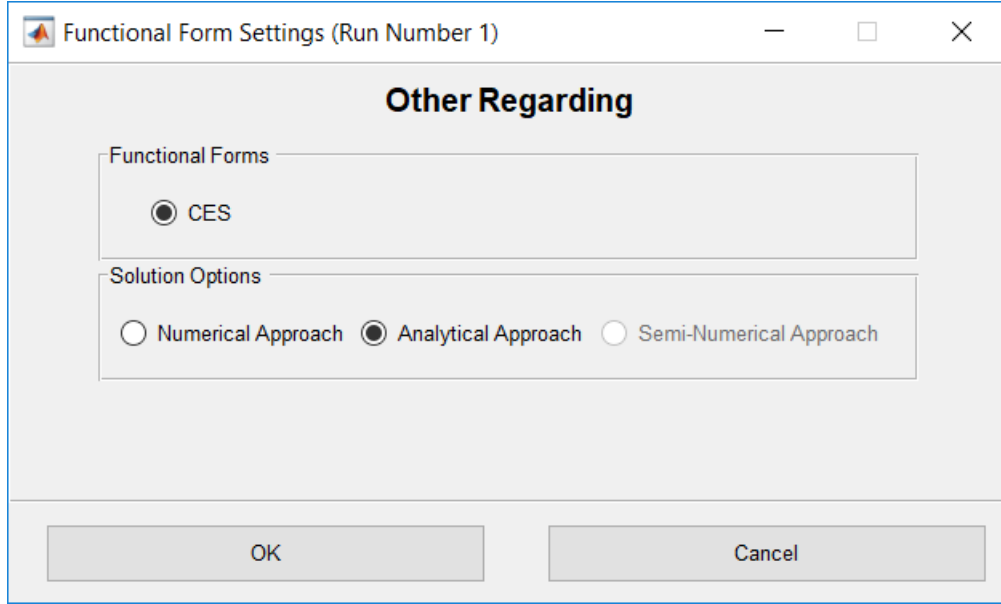 Functional Form Settings (Run Number 1)
Other Regarding
Functional Forms
CES
Solution Options
Numerical Approach Analytical Approach Semi-Numerical Approach
OK Cancel